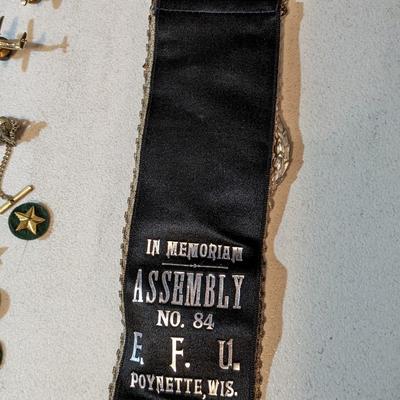 IN MEMORIAM
ASSEMBLY
NO. 84
E. F. U.
POYNETTE, WIS.